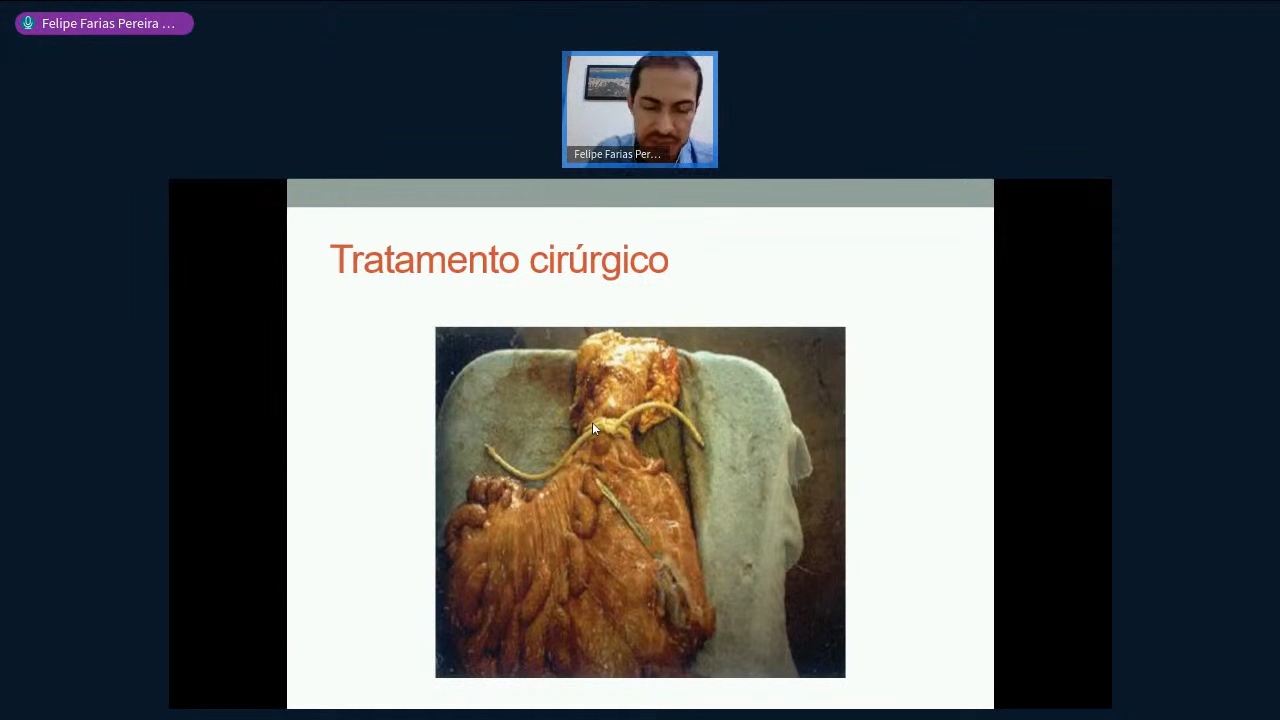 Felipe Farias Pereira …
Felipe Farias Per…
Tratamento cirúrgico